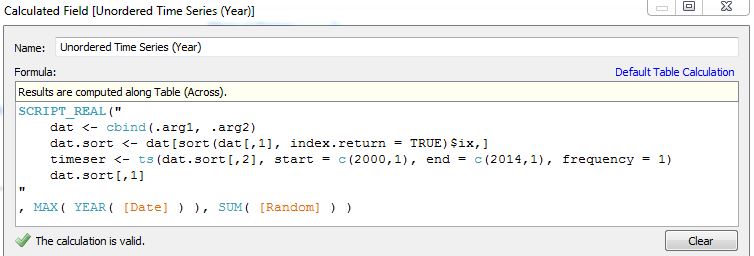 Calculated Field [Unordered Time Series (Year)]
Name: Unordered Time Series (Year)
Formula: Default Table Calculation
Results are computed along Table (Across).
SCRIPT_REAL("
dat <- cbind(.arg1, .arg2)
dat.sort <- dat[sort(dat[,1], index.return = TRUE)$ix,]
timeser <- ts(dat.sort[,2], start = c(2000,1), end = c(2014,1), frequency = 1)
dat.sort[,1]
"
, MAX( YEAR( [Date] ) ), SUM( [Random] ) )
The calculation is valid. Clear